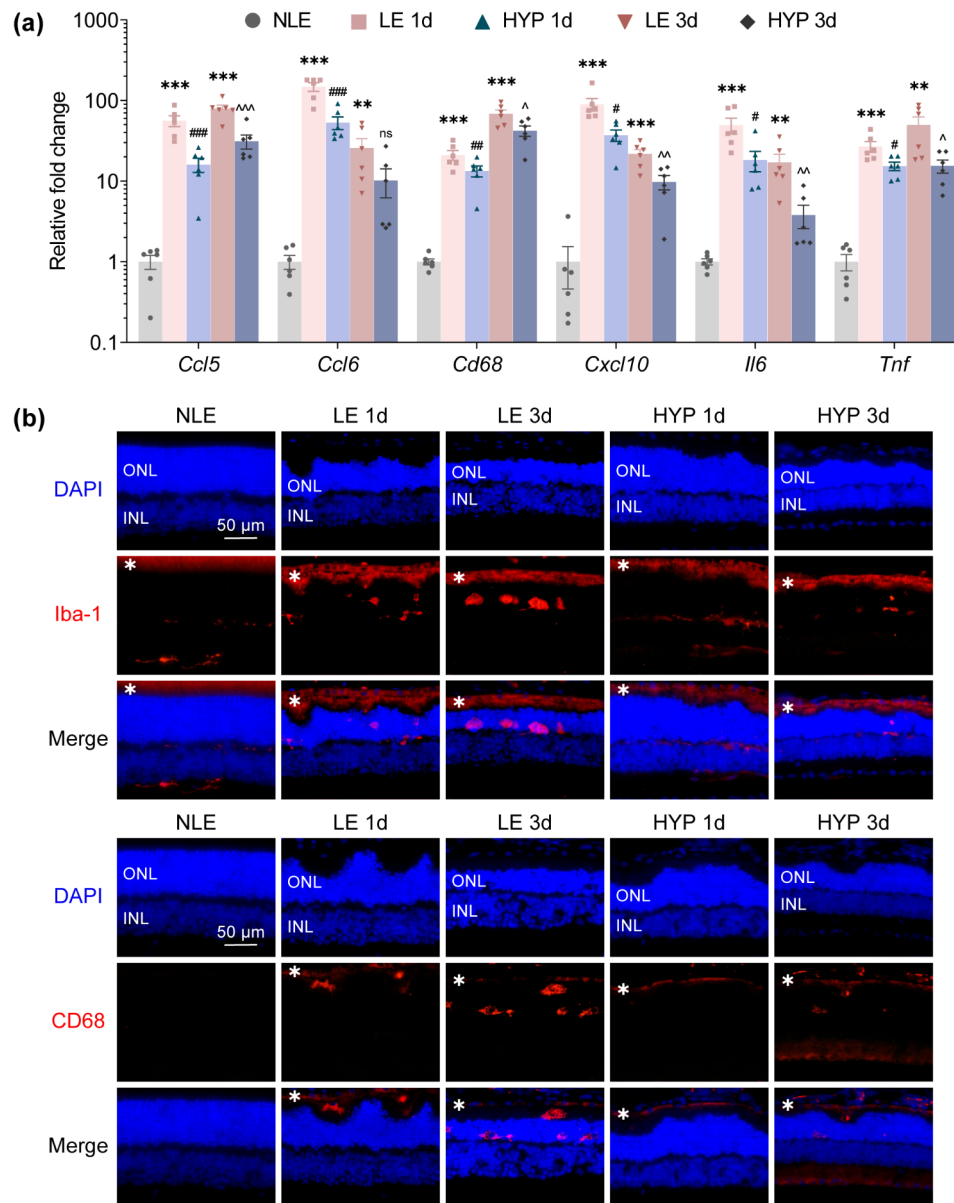 (a)
NLE LE 1d HYP 1d LE 3d HYP 3d
Relative fold change
1000
100
10
1
0.1
*** ### *** ^^^
*** ### ** ns
*** ## *** ^
*** # *** ^^
*** # ** ^^
*** # ** ^
Ccl5 Ccl6 Cd68 Cxcl10 Il6 Tnf
(b)
NLE LE 1d LE 3d HYP 1d HYP 3d
DAPI
ONL ONL ONL ONL ONL
INL INL INL INL INL
50 µm
Iba-1
* * * * *
Merge
* * * * *
NLE LE 1d LE 3d HYP 1d HYP 3d
DAPI
ONL ONL ONL ONL ONL
INL INL INL INL INL
50 µm
CD68
* * * *
Merge
* * * *